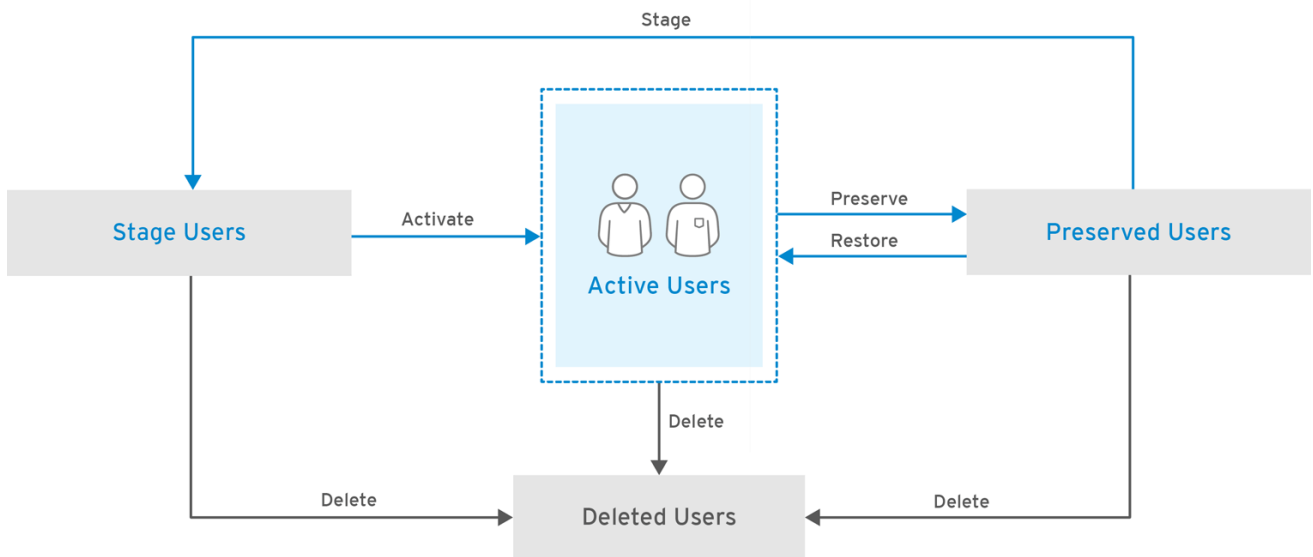 Stage
Stage Users
Activate
Active Users
Preserve
Restore
Preserved Users
Delete
Delete
Deleted Users
Delete